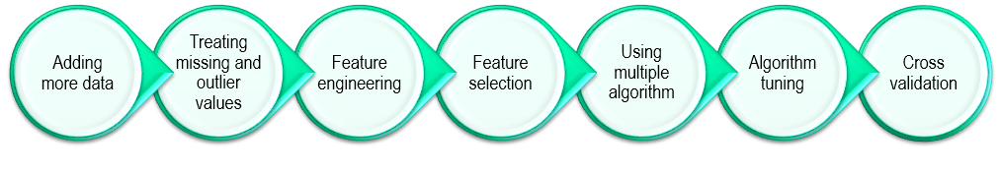 Adding
more data
Treating
missing and
outlier
values
Feature
engineering
Feature
selection
Using
multiple
algorithm
Algorithm
tuning
Cross
validation